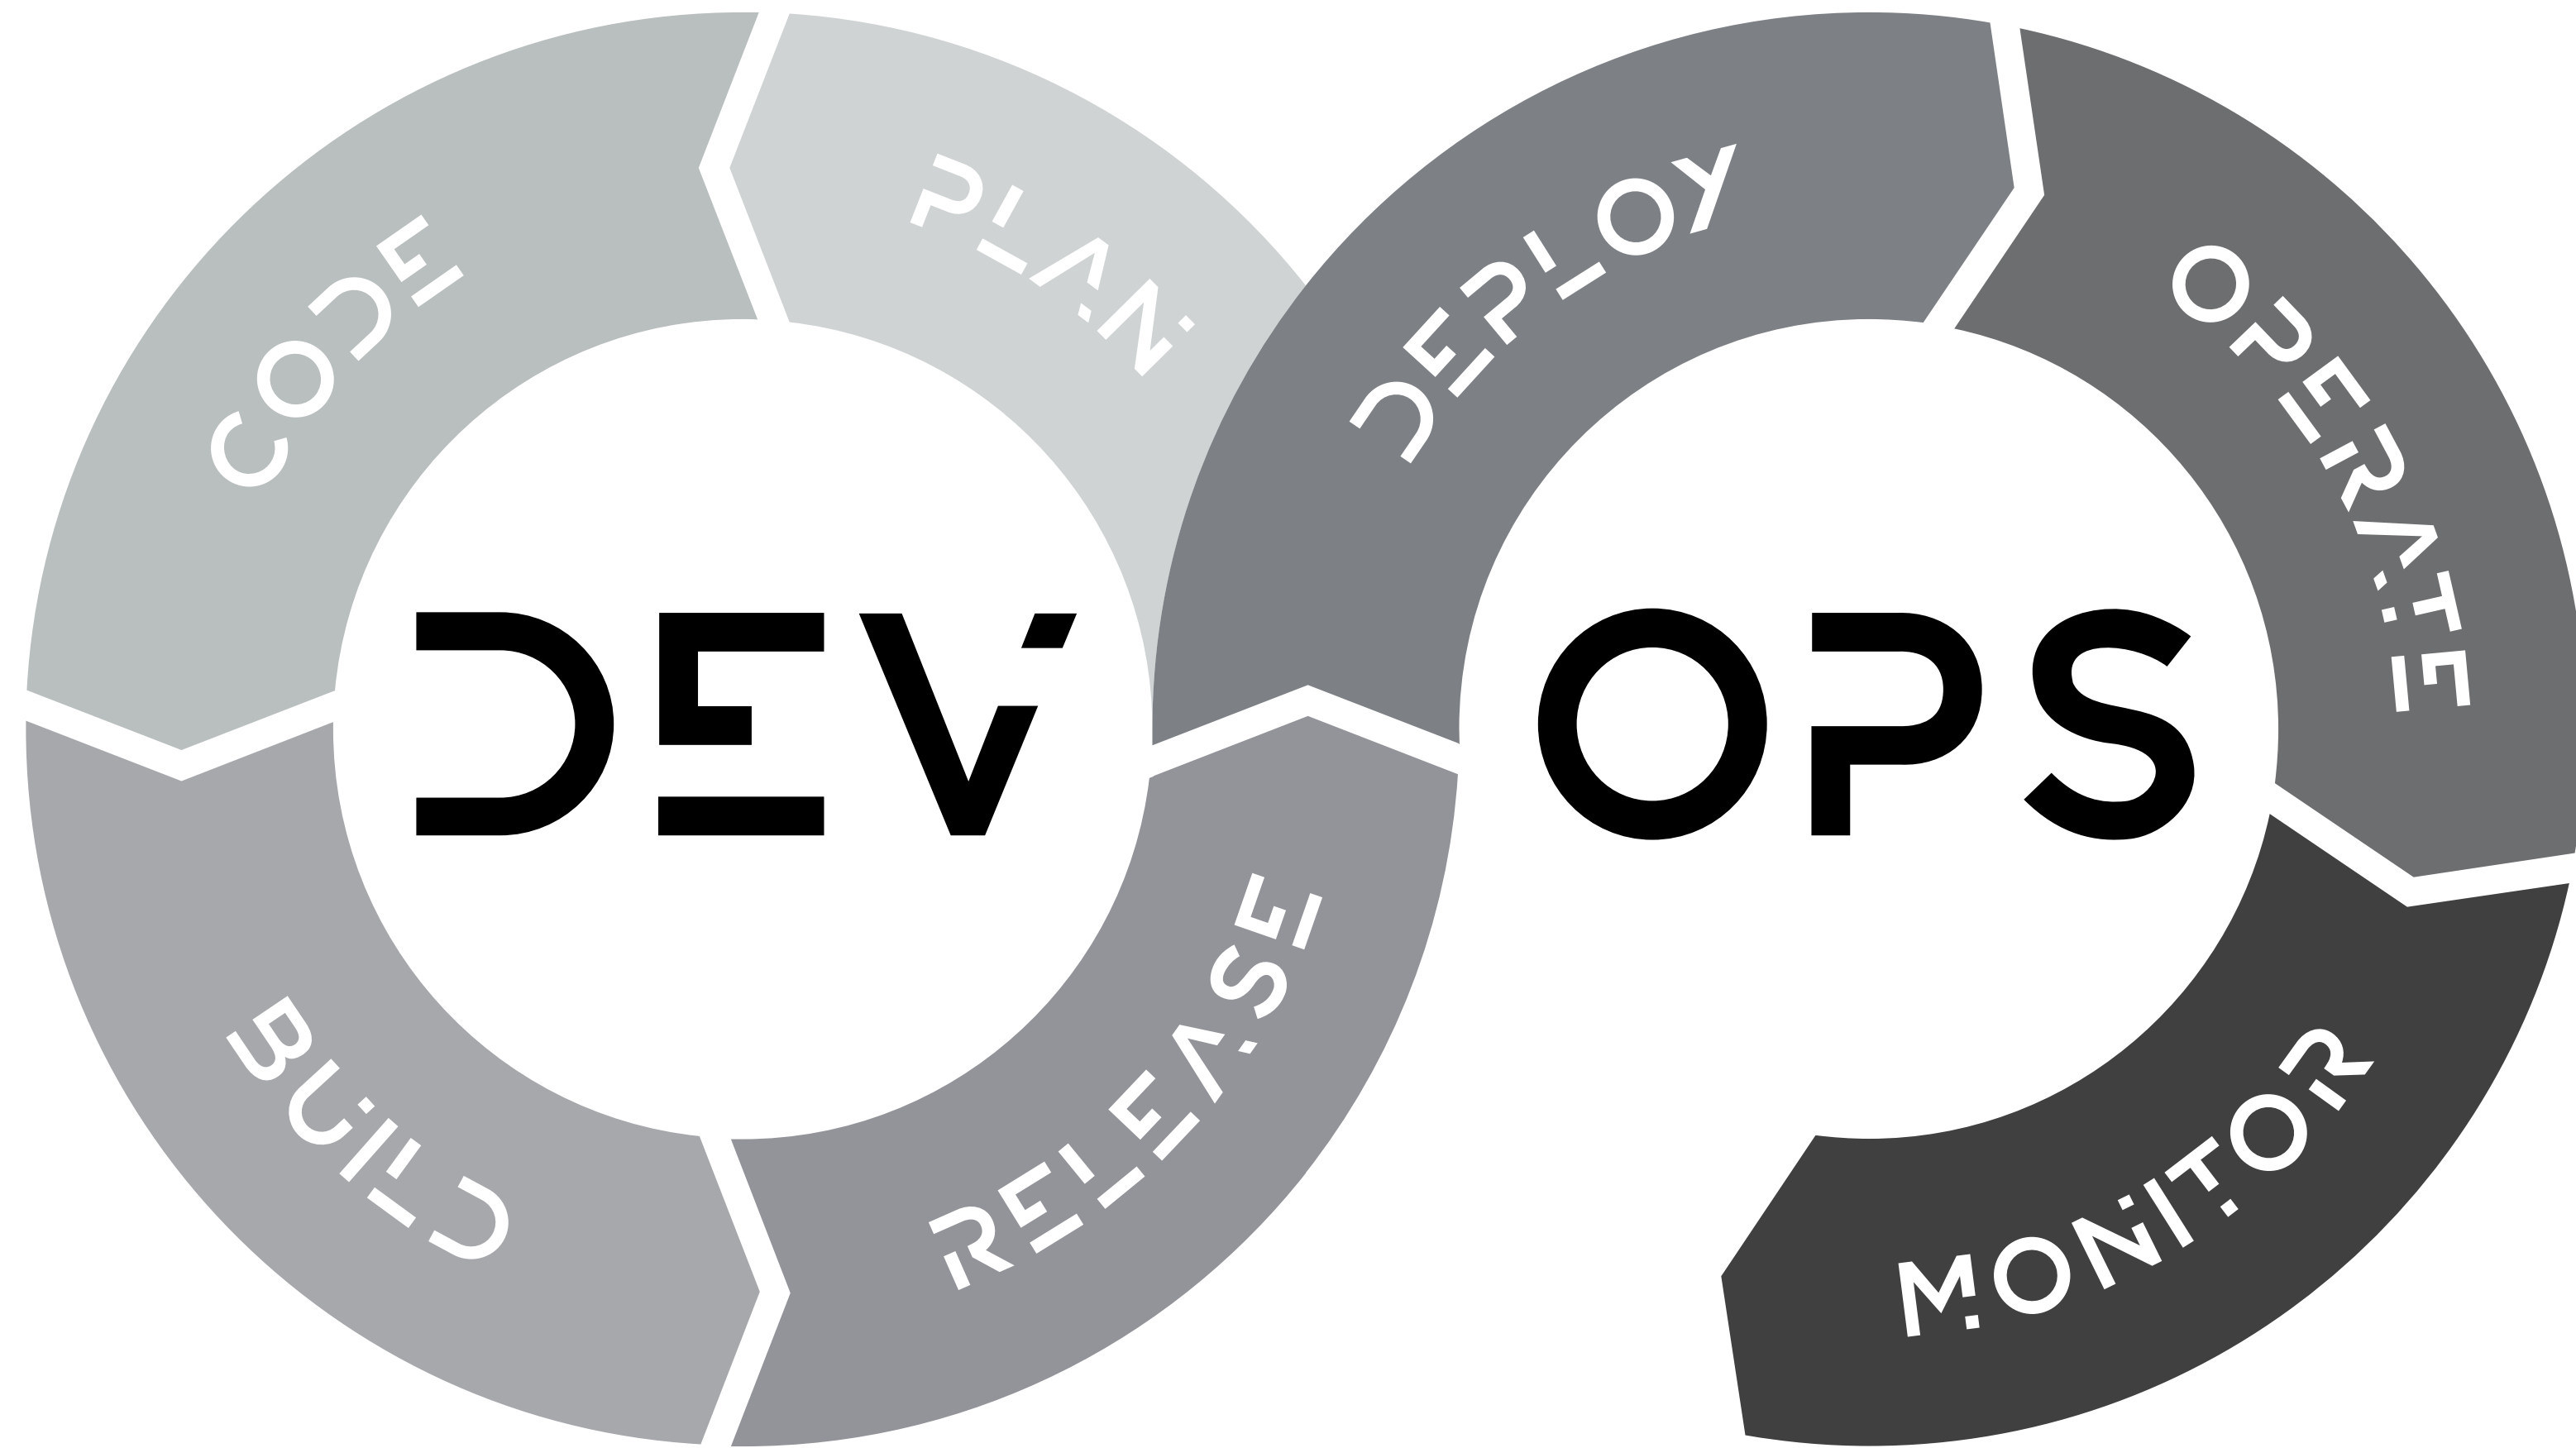 PLAN
CODE
BUILD
RELEASE
DEPLOY
OPERATE
MONITOR
DEV
OPS